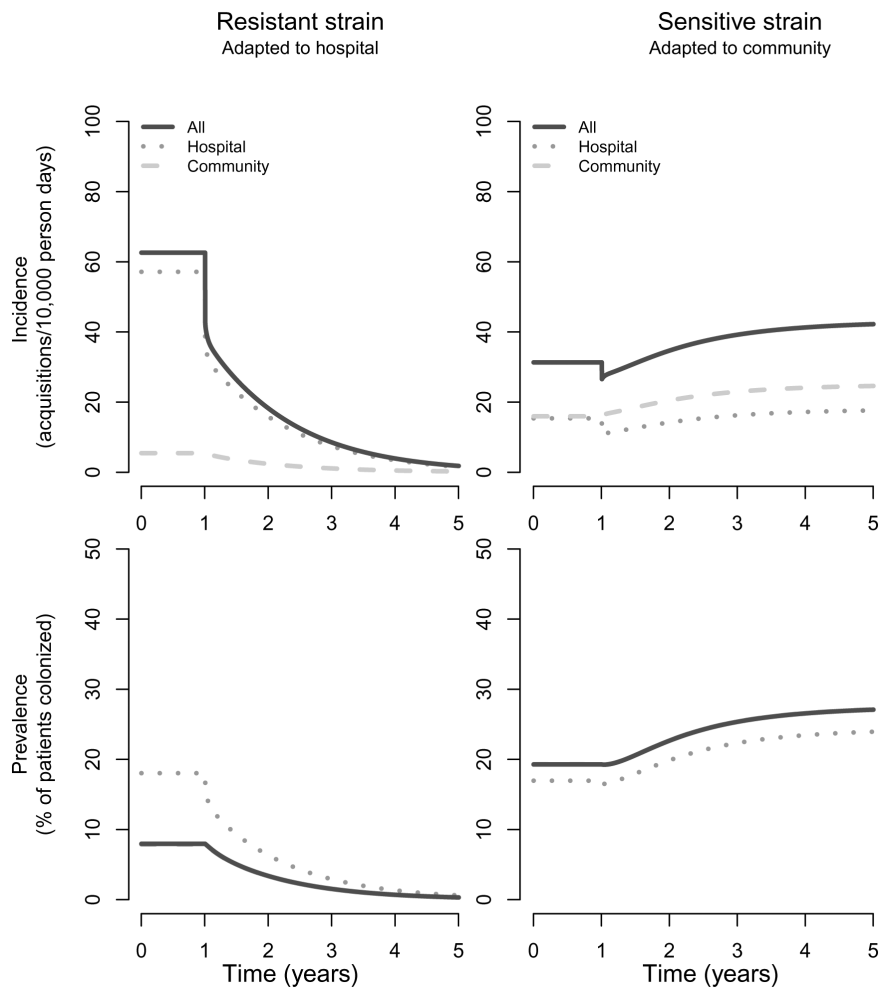 Resistant strain
Adapted to hospital
Sensitive strain
Adapted to community
Incidence
(acquisitions/10,000 person days)
100
80
60
40
20
0
All
Hospital
Community
0 1 2 3 4 5
100
80
60
40
20
0
All
Hospital
Community
0 1 2 3 4 5
Prevalence
(% of patients colonized)
50
40
30
20
10
0
0 1 2 3 4 5
Time (years)
50
40
30
20
10
0
0 1 2 3 4 5
Time (years)